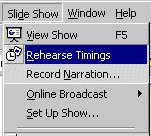 Slide Show Window Help
View Show F5
Rehearse Timings
Record Narration...
Online Broadcast
Set Up Show...